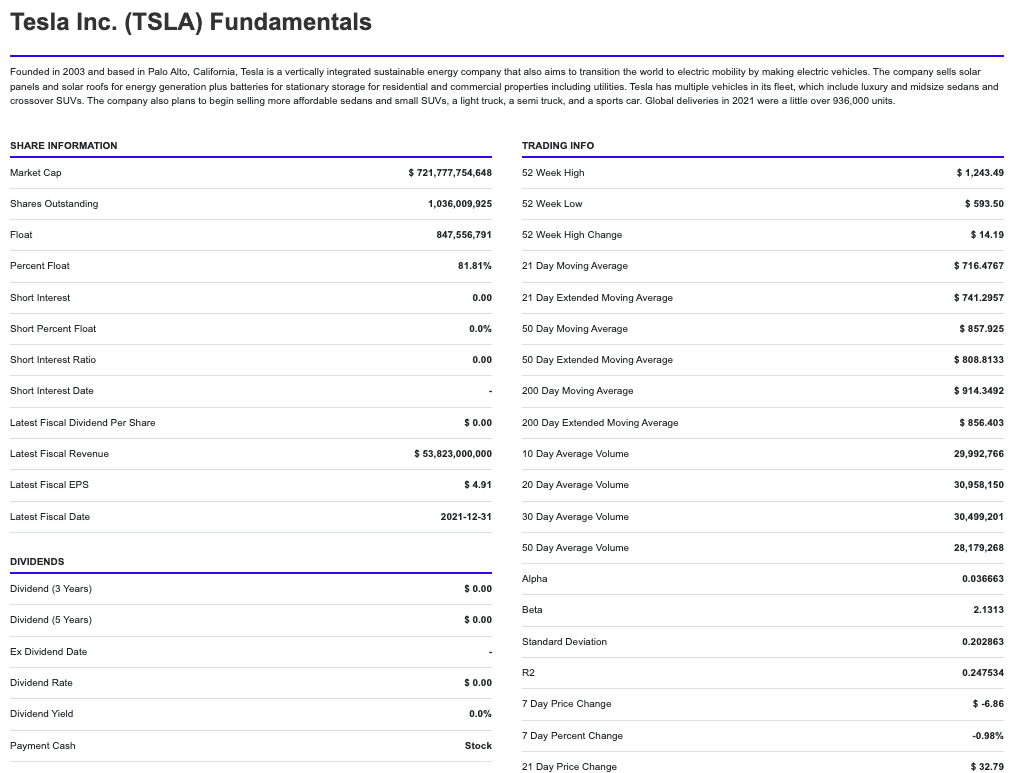 Tesla Inc. (TSLA) Fundamentals
Founded in 2003 and based in Palo Alto, California, Tesla is a vertically integrated sustainable energy company that also aims to transition the world to electric mobility by making electric vehicles. The company sells solar
panels and solar roofs for energy generation plus batteries for stationary storage for residential and commercial properties including utilities. Tesla has multiple vehicles in its fleet, which include luxury and midsize sedans and
crossover SUVs. The company also plans to begin selling more affordable sedans and small SUVs, a light truck, a semi truck, and a sports car. Global deliveries in 2021 were a little over 936,000 units.
SHARE INFORMATION
Market Cap $ 721,777,754,648
Shares Outstanding 1,036,009,925
Float 847,556,791
Percent Float 81.81%
Short Interest 0.00
Short Percent Float 0.0%
Short Interest Ratio 0.00
Short Interest Date -
Latest Fiscal Dividend Per Share $ 0.00
Latest Fiscal Revenue $ 53,823,000,000
Latest Fiscal EPS $ 4.91
Latest Fiscal Date 2021-12-31
DIVIDENDS
Dividend (3 Years) $ 0.00
Dividend (5 Years) $ 0.00
Ex Dividend Date -
Dividend Rate $ 0.00
Dividend Yield 0.0%
Payment Cash Stock
TRADING INFO
52 Week High $ 1,243.49
52 Week Low $ 593.50
52 Week High Change $ 14.19
21 Day Moving Average $ 716.4767
21 Day Extended Moving Average $ 741.2957
50 Day Moving Average $ 857.925
50 Day Extended Moving Average $ 808.8133
200 Day Moving Average $ 914.3492
200 Day Extended Moving Average $ 856.403
10 Day Average Volume 29,992,766
20 Day Average Volume 30,958,150
30 Day Average Volume 30,499,201
50 Day Average Volume 28,179,268
Alpha 0.036663
Beta 2.1313
Standard Deviation 0.202863
R2 0.247534
7 Day Price Change $ -6.86
7 Day Percent Change -0.98%
21 Day Price Change $ 32.79